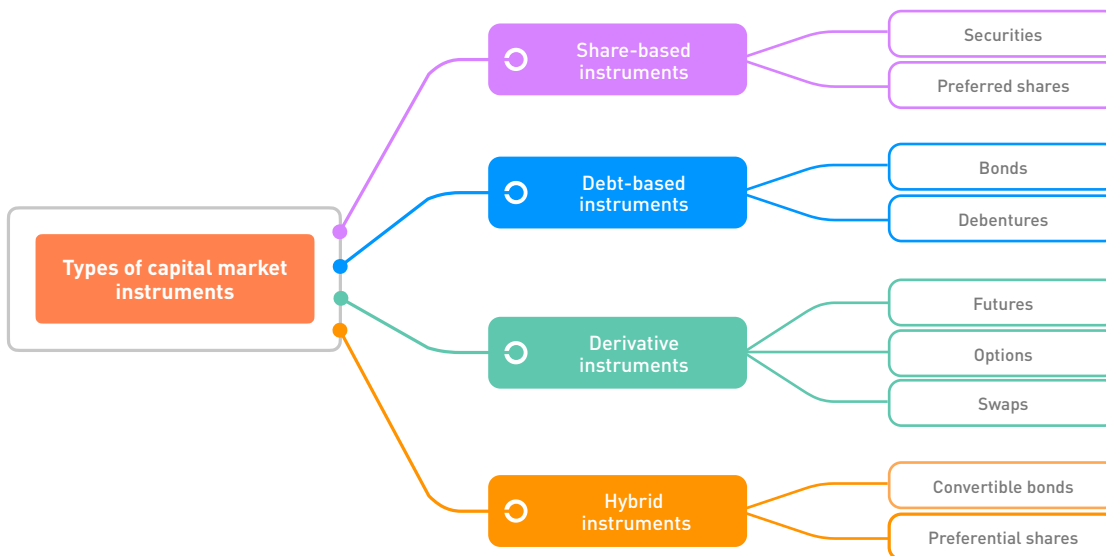 Types of capital market
instruments
Share-based
instruments
Securities
Preferred shares
Debt-based
instruments
Bonds
Debentures
Derivative
instruments
Futures
Options
Swaps
Hybrid
instruments
Convertible bonds
Preferential shares